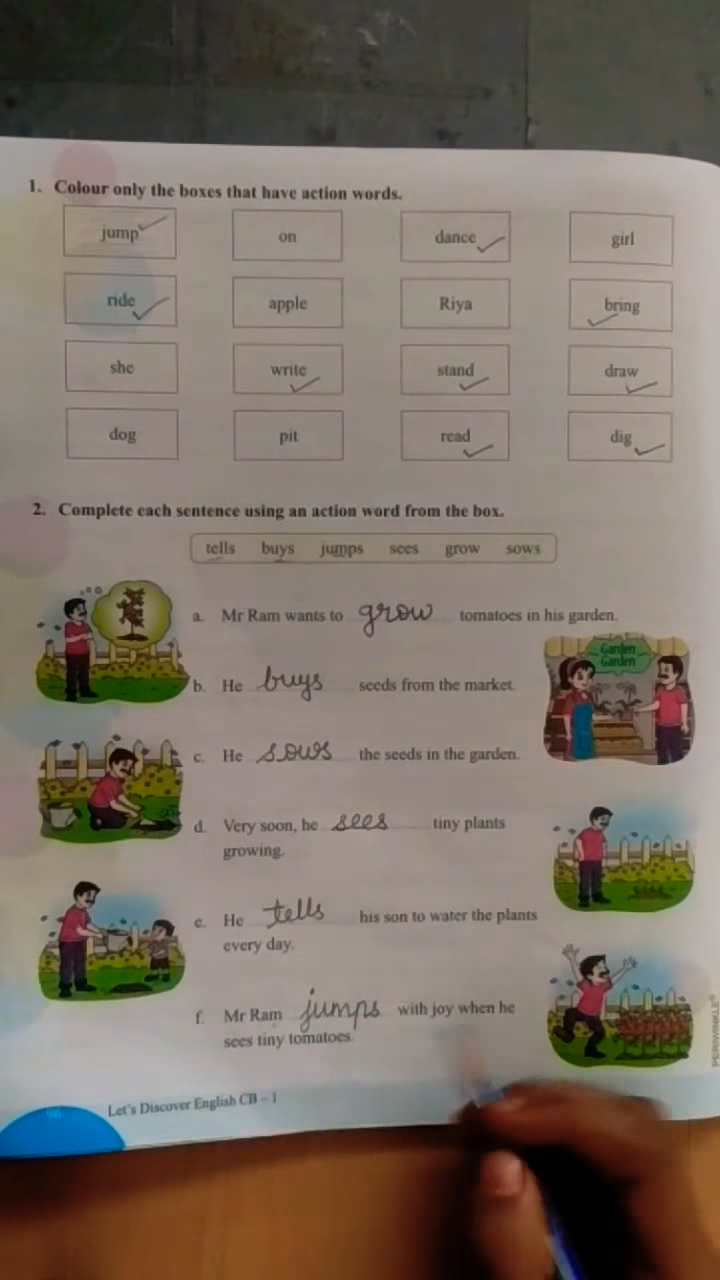 1. Colour only the boxes that have action words.
jump on dance girl
ride apple Riya bring
she write stand draw
dog pit read dig
2. Complete each sentence using an action word from the box.
tells buys jumps sees grow sows
a. Mr Ram wants to grow tomatoes in his garden.
Garden
Garden
b. He buys seeds from the market.
c. He sows the seeds in the garden.
d. Very soon, he sees tiny plants
growing.
e. He tells his son to water the plants
every day.
f. Mr Ram jumps with joy when he
sees tiny tomatoes.
PERIWINKLE
96 Let's Discover English CB – 1